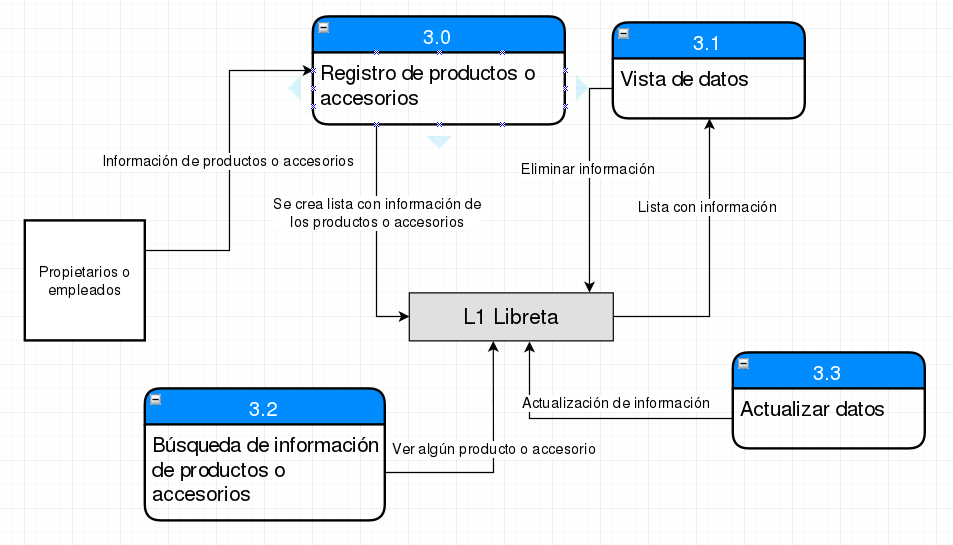 3.0
Registro de productos o
accesorios
3.1
Vista de datos
Información de productos o accesorios
Eliminar información
Se crea lista con información de
los productos o accesorios
Lista con información
Propietarios o
empleados
L1 Libreta
3.2
Búsqueda de información
de productos o
accesorios
Ver algún producto o accesorio
Actualización de información
3.3
Actualizar datos